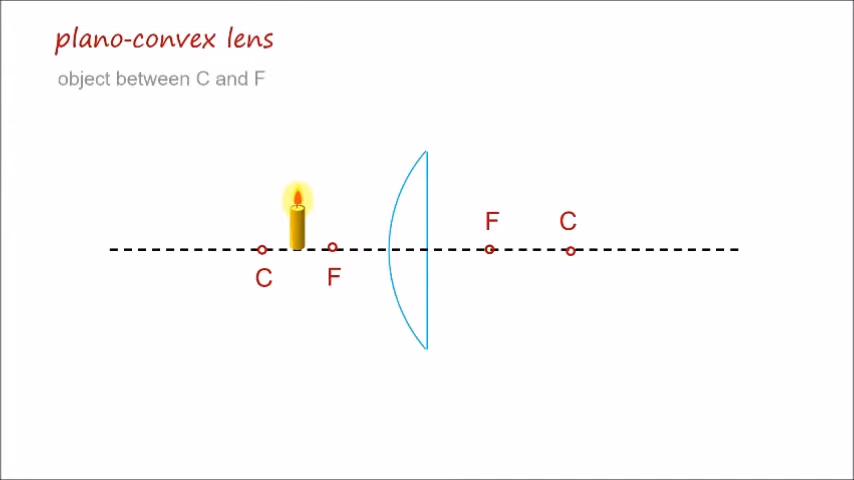 plano-convex lens
object between C and F
F C
C F